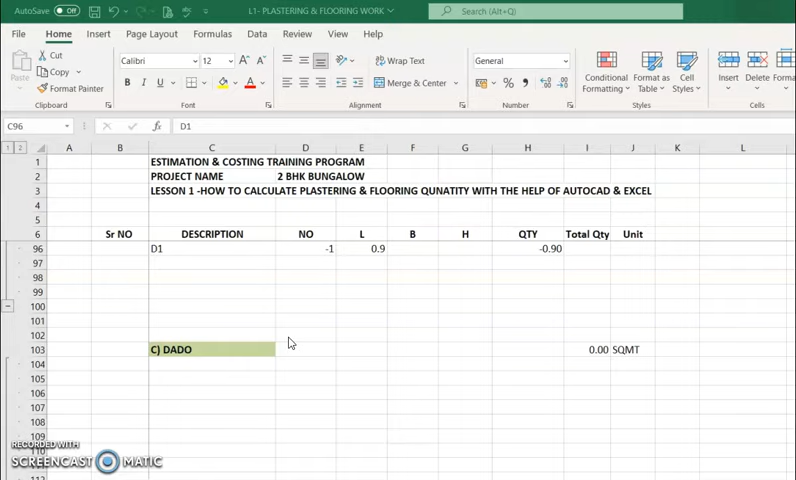 AutoSave Off L1- PLASTERING & FLOORING WORK Search (Alt+Q)
File Home Insert Page Layout Formulas Data Review View Help
Paste Cut Copy Format Painter Calibri 12 B I U A A A Wrap Text Merge & Center General % Conditional Formatting Format as Table Cell Styles Insert Delete Format
Clipboard Font Alignment Number Styles Cells
C96 fx D1
1 2 A B C D E F G H I J K L
1 ESTIMATION & COSTING TRAINING PROGRAM
2 PROJECT NAME 2 BHK BUNGALOW
3 LESSON 1 -HOW TO CALCULATE PLASTERING & FLOORING QUNATITY WITH THE HELP OF AUTOCAD & EXCEL
4
5
6 Sr NO DESCRIPTION NO L B H QTY Total Qty Unit
96 D1 -1 0.9 -0.90
97
98
99
100
101
102
103 C) DADO 0.00 SQMT
104
105
106
107
108
109
110
RECORDED WITH
SCREENCAST MATIC